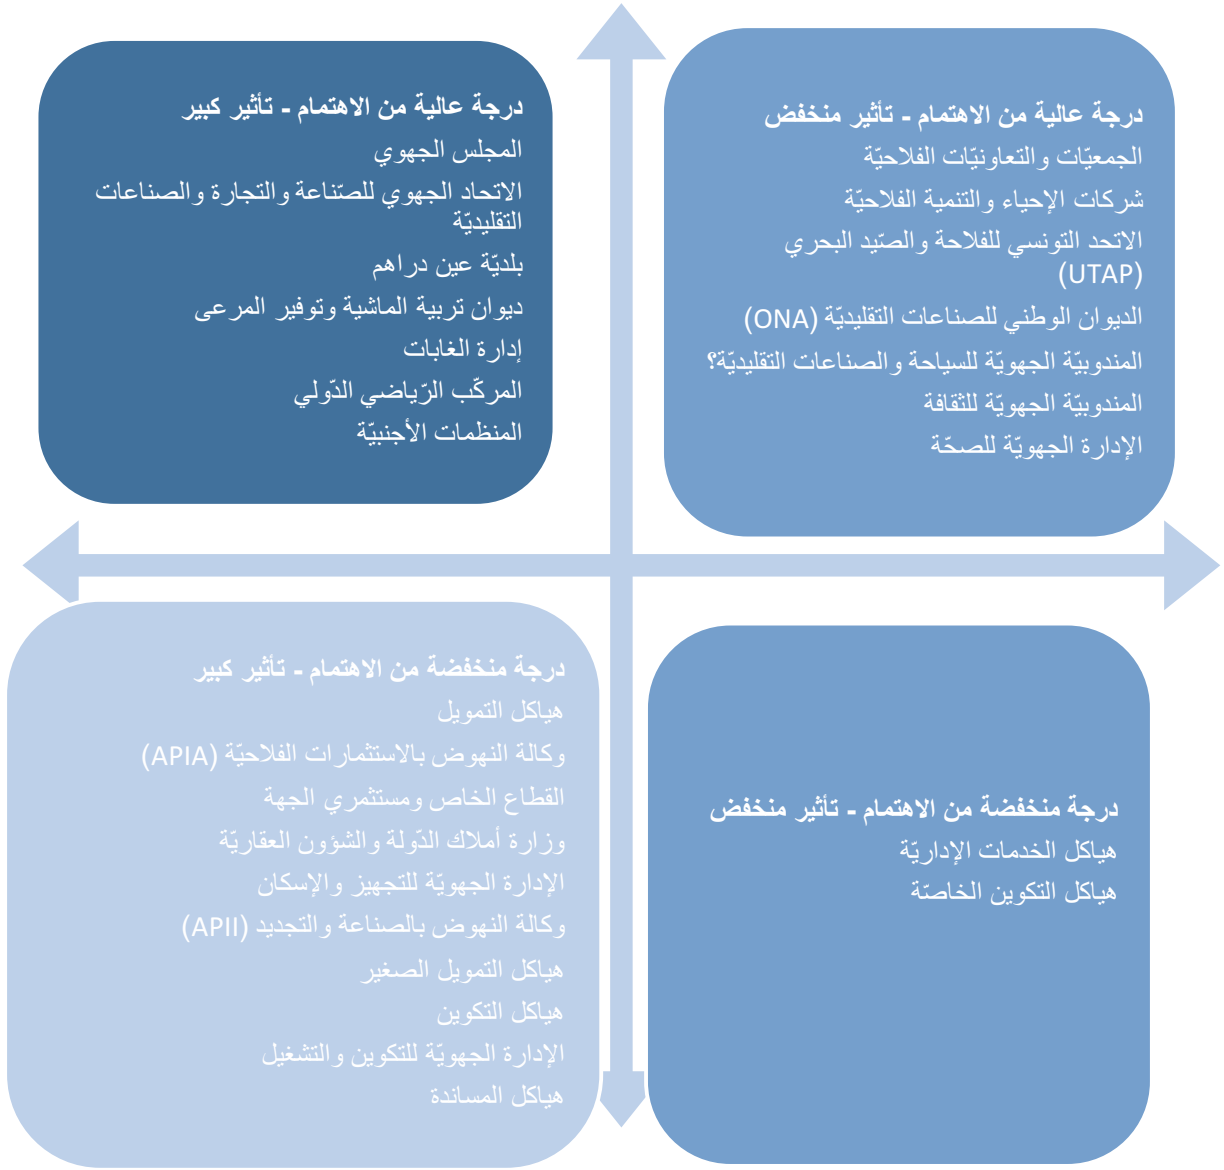 درجة عالية من الاهتمام - تأثير منخفض
الجمعيّات والتعاونيّات الفلاحيّة
شركات الإحياء والتنمية الفلاحيّة
الاتحد التونسي للفلاحة والصّيد البحري
(UTAP)
الديوان الوطني للصناعات التقليديّة (ONA)
المندوبيّة الجهويّة للسياحة والصناعات التقليديّة؟
المندوبيّة الجهويّة للثقافة
الإدارة الجهويّة للصحّة
درجة عالية من الاهتمام - تأثير كبير
المجلس الجهوي
الاتحاد الجهوي للصّناعة والتجارة والصناعات
التقليديّة
بلديّة عين دراهم
ديوان تربية الماشية وتوفير المرعى
إدارة الغابات
المركّب الرّياضي الدّولي
المنظمات الأجنبيّة
درجة منخفضة من الاهتمام - تأثير منخفض
هياكل الخدمات الإداريّة
هياكل التكوين الخاصّة
درجة منخفضة من الاهتمام - تأثير كبير
هياكل التمويل
وكالة النهوض بالاستثمارات الفلاحيّة (APIA)
القطاع الخاص ومستثمري الجهة
وزارة أملاك الدّولة والشؤون العقاريّة
الإدارة الجهويّة للتجهيز والإسكان
وكالة النهوض بالصناعة والتجديد (APII)
هياكل التمويل الصغير
هياكل التكوين
الإدارة الجهويّة للتكوين والتشغيل
هياكل المساندة